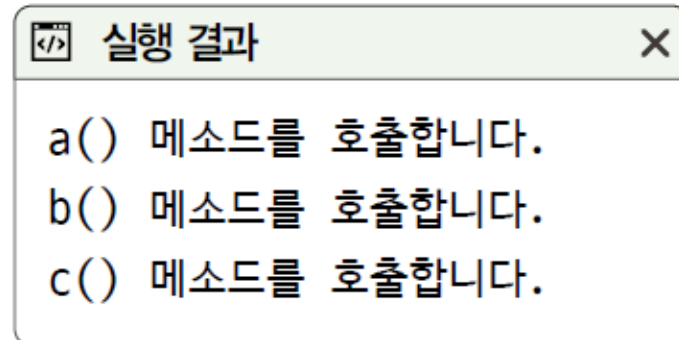 실행 결과
a() 메소드를 호출합니다.
b() 메소드를 호출합니다.
c() 메소드를 호출합니다.